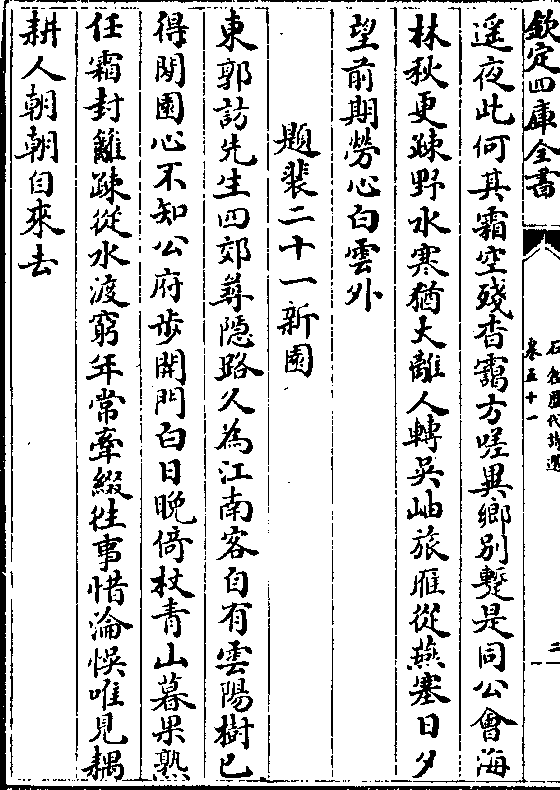 欽定四庫全書
石倉歷代詩選
卷五十一
二
遥夜此何其霜空殘杳靄方嗟異鄉別蹔是同公會海
林秋更疎野水寒猶大離人轉吳岫旅雁從燕塞日夕
望前期勞心白雲外
題裴二十一新園
東郭訪先生四郊尋隱路久為江南客自有雲陽樹已
得閒園心不知公府步開門白日晚倚杖青山暮果熟
任霜封籬疎從水渡窮年常牽綴往事惜淪悞唯見耦
耕人朝朝自來去